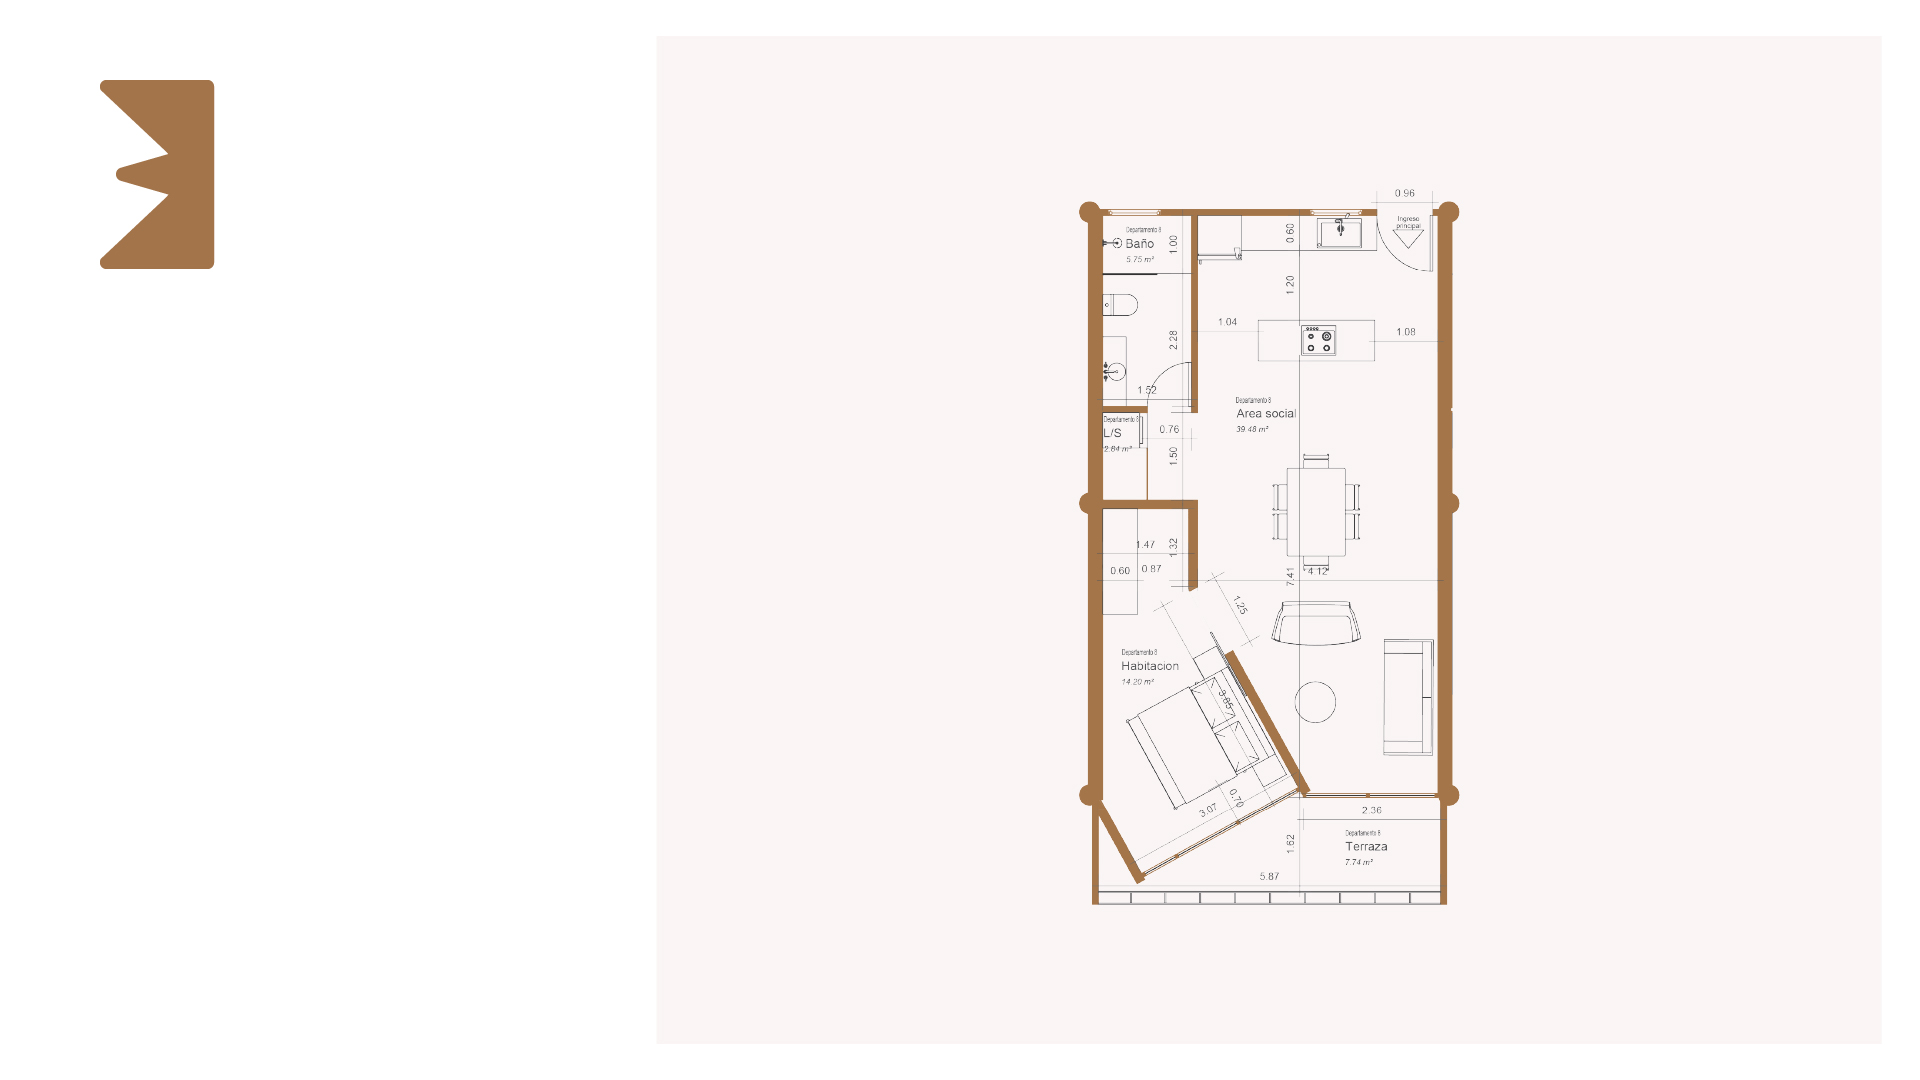 0.96
Ingreso
principal
Departamento 8
Baño
5.75 m²
1.00
0.60
1.20
1.04
1.08
2.28
1.52
Departamento 8
Area social
39.48 m²
Departamento 8
L/S
2.84 m²
0.76
1.50
1.47
1.32
0.60
0.87
7.41
4.12
1.25
Departamento 8
Habitacion
14.20 m²
3.85
0.70
3.07
2.36
1.62
Departamento 8
Terraza
7.74 m²
5.87